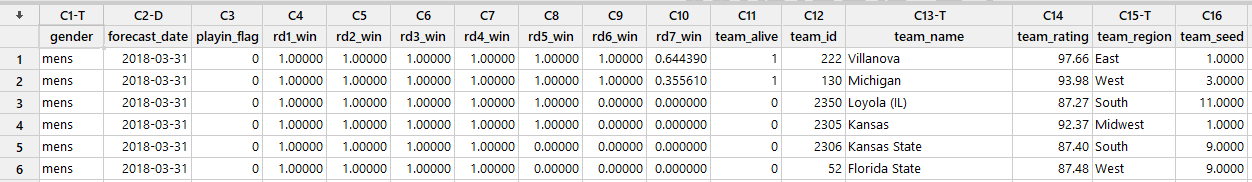 ↓ C1-T C2-D C3 C4 C5 C6 C7 C8 C9 C10 C11 C12 C13-T C14 C15-T C16
gender forecast_date playin_flag rd1_win rd2_win rd3_win rd4_win rd5_win rd6_win rd7_win team_alive team_id team_name team_rating team_region team_seed
1 mens 2018-03-31 0 1.00000 1.00000 1.00000 1.00000 1.00000 1.00000 0.644390 1 222 Villanova 97.66 East 1.0000
2 mens 2018-03-31 0 1.00000 1.00000 1.00000 1.00000 1.00000 1.00000 0.355610 1 130 Michigan 93.98 West 3.0000
3 mens 2018-03-31 0 1.00000 1.00000 1.00000 1.00000 1.00000 0.00000 0.000000 0 2350 Loyola (IL) 87.27 South 11.0000
4 mens 2018-03-31 0 1.00000 1.00000 1.00000 1.00000 1.00000 0.00000 0.000000 0 2305 Kansas 92.37 Midwest 1.0000
5 mens 2018-03-31 0 1.00000 1.00000 1.00000 1.00000 0.00000 0.00000 0.000000 0 2306 Kansas State 87.40 South 9.0000
6 mens 2018-03-31 0 1.00000 1.00000 1.00000 1.00000 0.00000 0.00000 0.000000 0 52 Florida State 87.48 West 9.0000